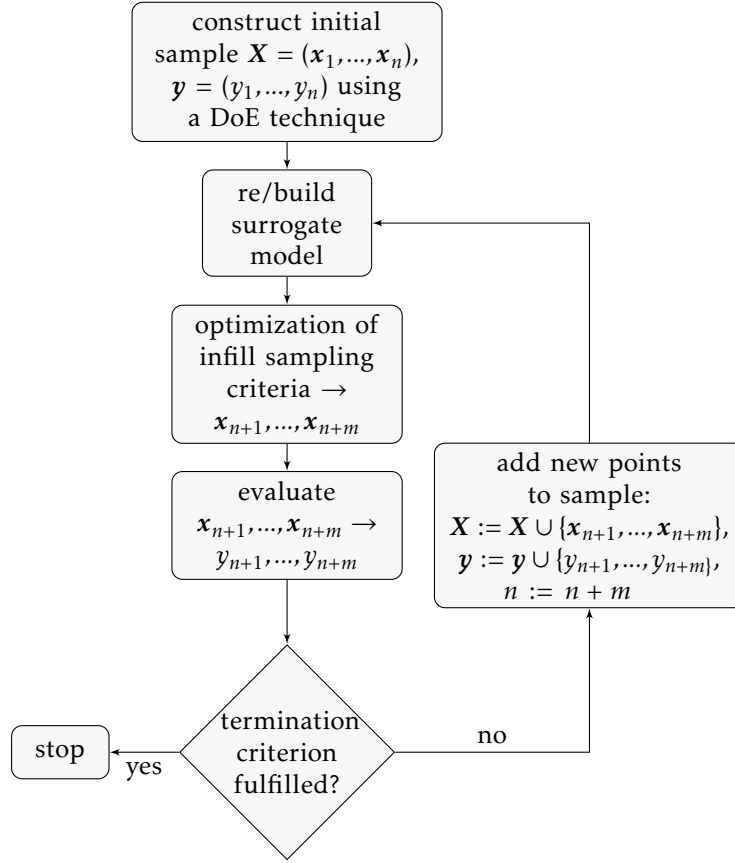 construct initial
sample X = (x₁,...,xₙ),
y = (y₁,...,yₙ) using
a DoE technique
re/build
surrogate
model
optimization of
infill sampling
criteria →
xₙ₊₁,...,xₙ₊ₘ
evaluate
xₙ₊₁,...,xₙ₊ₘ →
yₙ₊₁,...,yₙ₊ₘ
add new points
to sample:
X := X ∪ {xₙ₊₁,...,xₙ₊ₘ},
y := y ∪ {yₙ₊₁,...,yₙ₊ₘ},
n := n + m
termination
criterion
fulfilled?
stop
yes
no